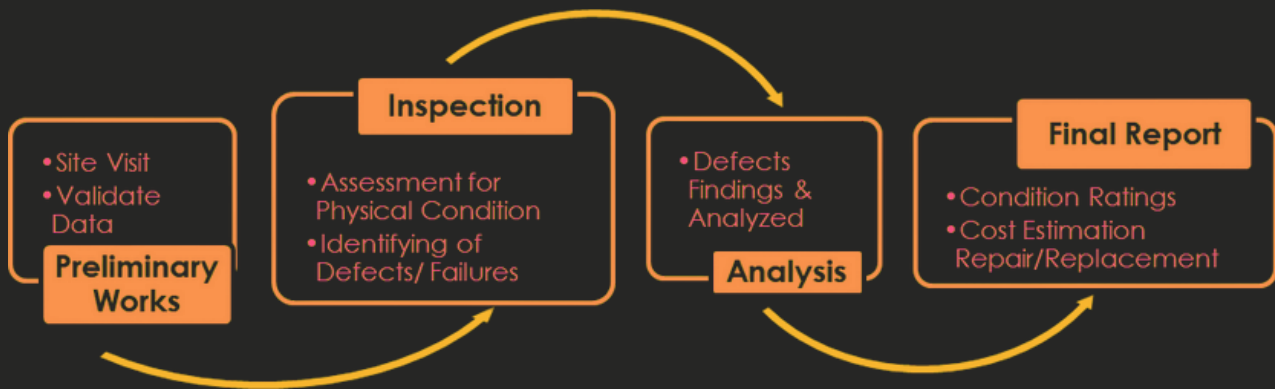 • Site Visit
• Validate
Data
Preliminary
Works
Inspection
• Assessment for
Physical Condition
• Identifying of
Defects/ Failures
• Defects
Findings &
Analyzed
Analysis
Final Report
• Condition Ratings
• Cost Estimation
Repair/Replacement